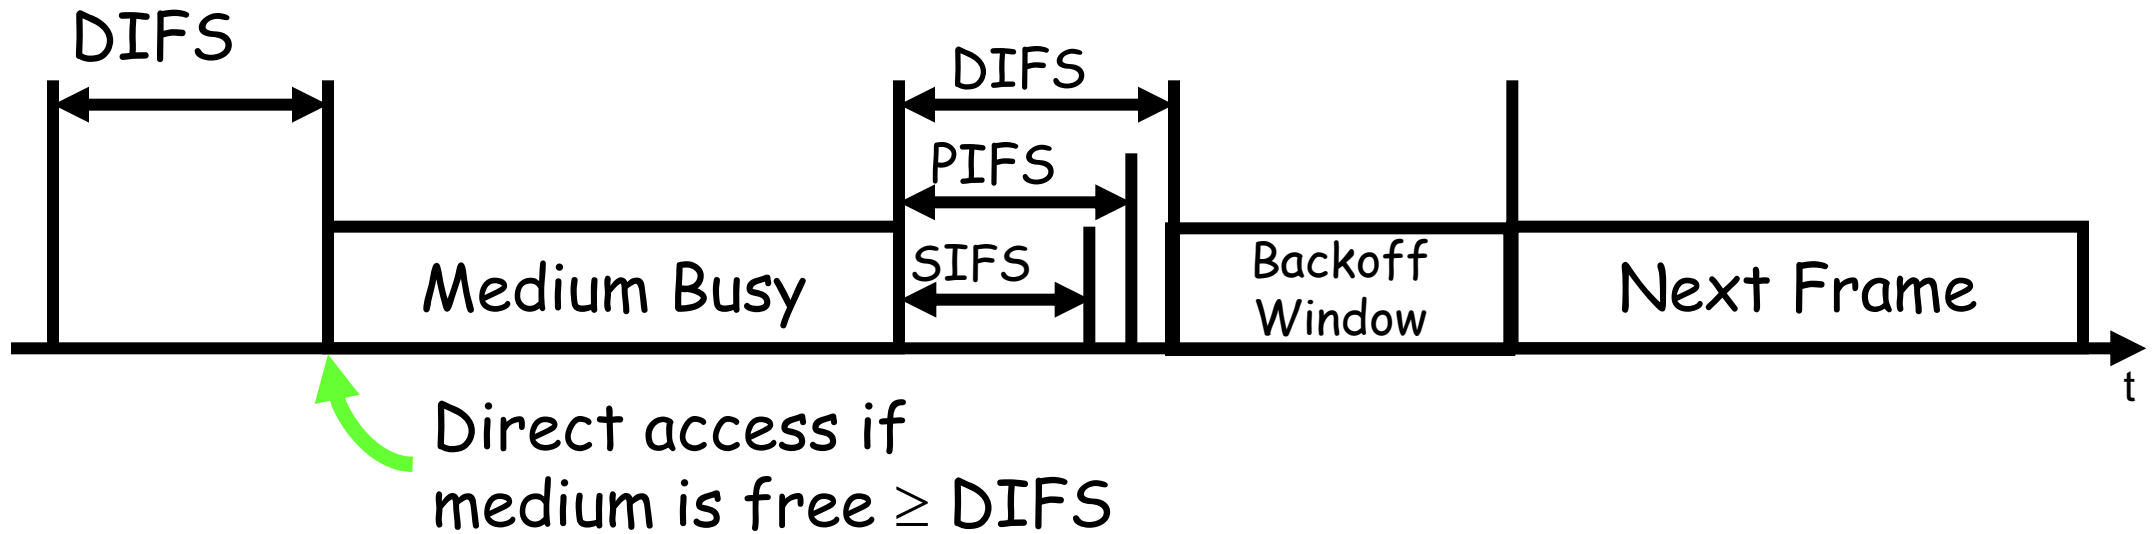 DIFS
DIFS
PIFS
SIFS
Medium Busy
Backoff
Window
Next Frame
t
Direct access if
medium is free ≥ DIFS